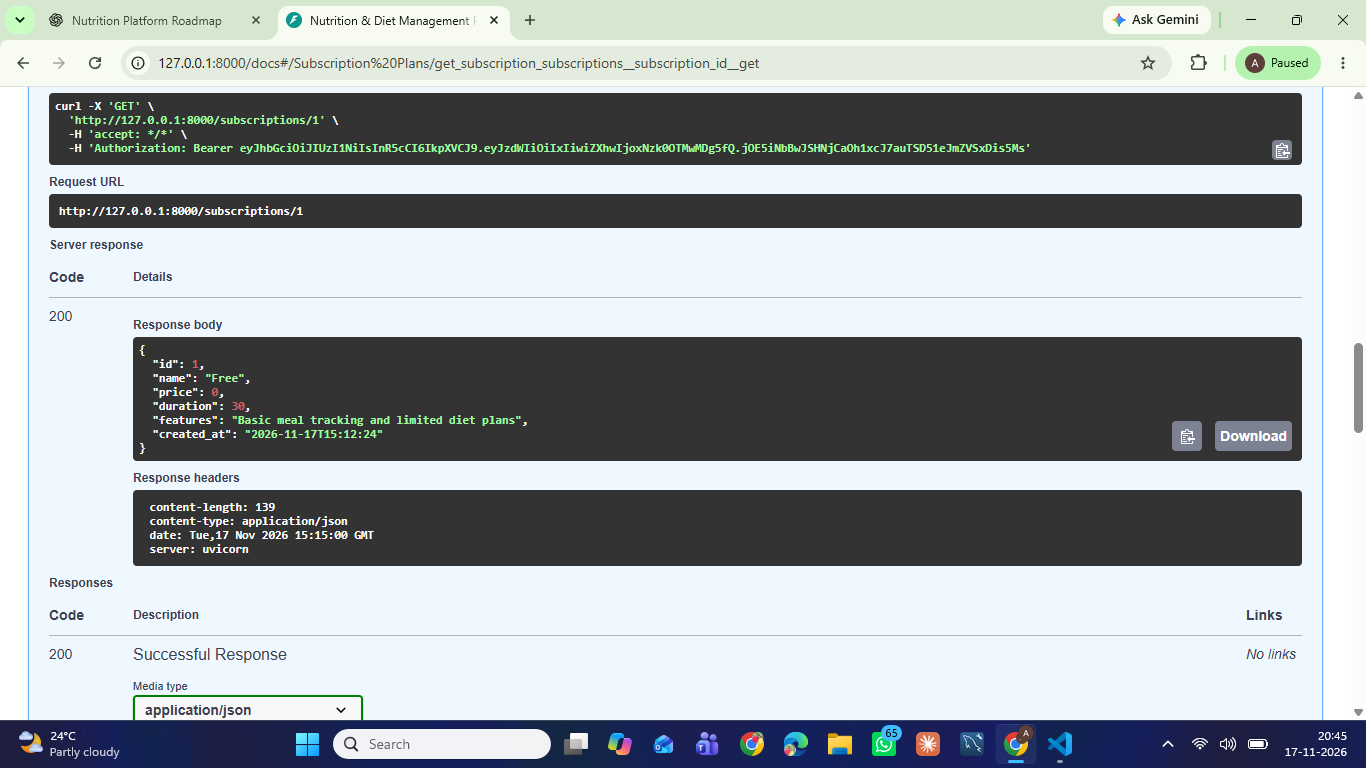 Nutrition Platform Roadmap
Nutrition & Diet Management P
Ask Gemini
127.0.0.1:8000/docs#/Subscription%20Plans/get_subscription_subscriptions__subscription_id__get
A
Paused
curl -X 'GET' \
'http://127.0.0.1:8000/subscriptions/1' \
-H 'accept: */*' \
-H 'Authorization: Bearer eyJhbGciOiJIUzI1NiIsInR5cCI6IkpXVCJ9.eyJzdWIiOiIxIiwiZXhwIjoxNzk0OTMwMDg5fQ.jOE5iNbBwJSHNjCaOh1xcJ7auTSD51eJmZVSxDis5Ms'
Request URL
http://127.0.0.1:8000/subscriptions/1
Server response
Code Details
200
Response body
{
"id": 1,
"name": "Free",
"price": 0,
"duration": 30,
"features": "Basic meal tracking and limited diet plans",
"created_at": "2026-11-17T15:12:24"
}
Download
Response headers
content-length: 139
content-type: application/json
date: Tue,17 Nov 2026 15:15:00 GMT
server: uvicorn
Responses
Code Description Links
200 Successful Response No links
Media type
application/json
24°C
Partly cloudy
Search
65
A
20:45
17-11-2026